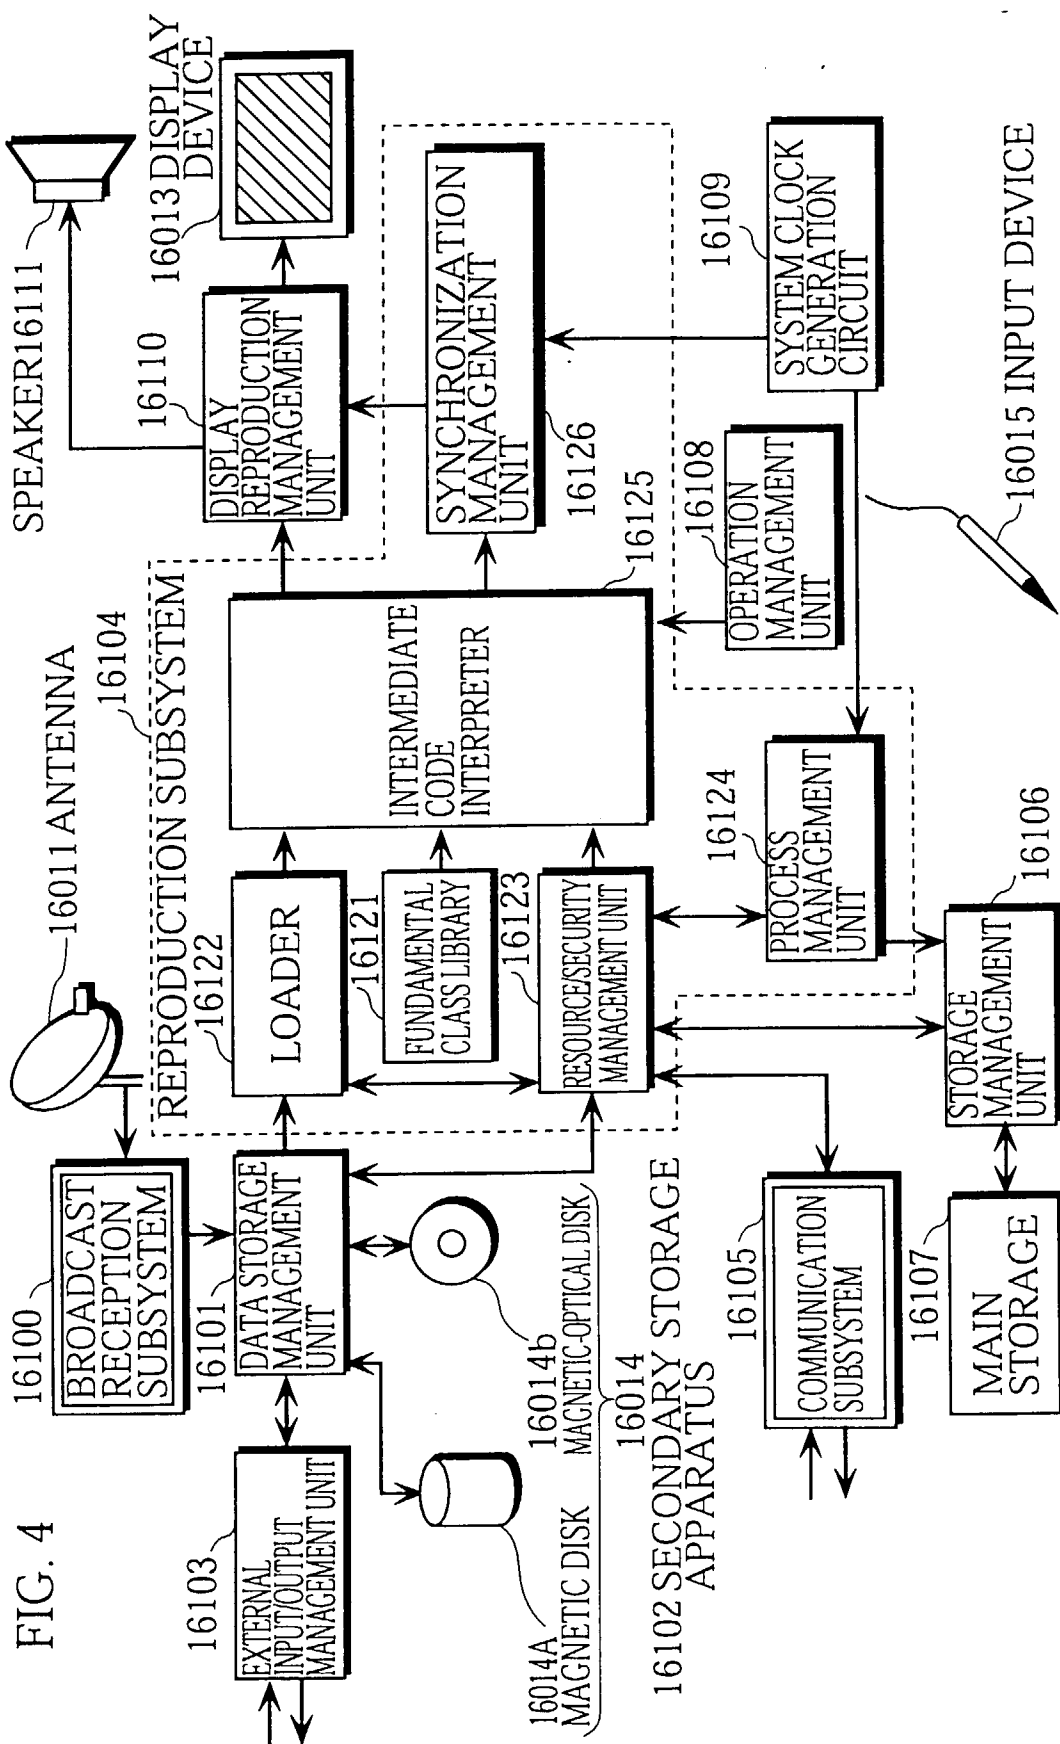 FIG. 4
16011 ANTENNA
SPEAKER16111
16100
BROADCAST
RECEPTION
SUBSYSTEM
16104
REPRODUCTION SUBSYSTEM
16110
DISPLAY
REPRODUCTION
MANAGEMENT
UNIT
16013 DISPLAY
DEVICE
16103
EXTERNAL
INPUT/OUTPUT
MANAGEMENT UNIT
16101
DATA STORAGE
MANAGEMENT
UNIT
16122
LOADER
INTERMEDIATE
CODE
INTERPRETER
16121
FUNDAMENTAL
CLASS LIBRARY
SYNCHRONIZATION
MANAGEMENT
UNIT
16126
16125
16123
RESOURCE/SECURITY
MANAGEMENT UNIT
16014A
MAGNETIC DISK
16014b
MAGNETIC-OPTICAL DISK
16014
16102 SECONDARY STORAGE
APPARATUS
16108
OPERATION
MANAGEMENT
UNIT
16109
SYSTEM CLOCK
GENERATION
CIRCUIT
16124
PROCESS
MANAGEMENT
UNIT
16105
COMMUNICATION
SUBSYSTEM
16106
STORAGE
MANAGEMENT
UNIT
16107
MAIN
STORAGE
16015 INPUT DEVICE